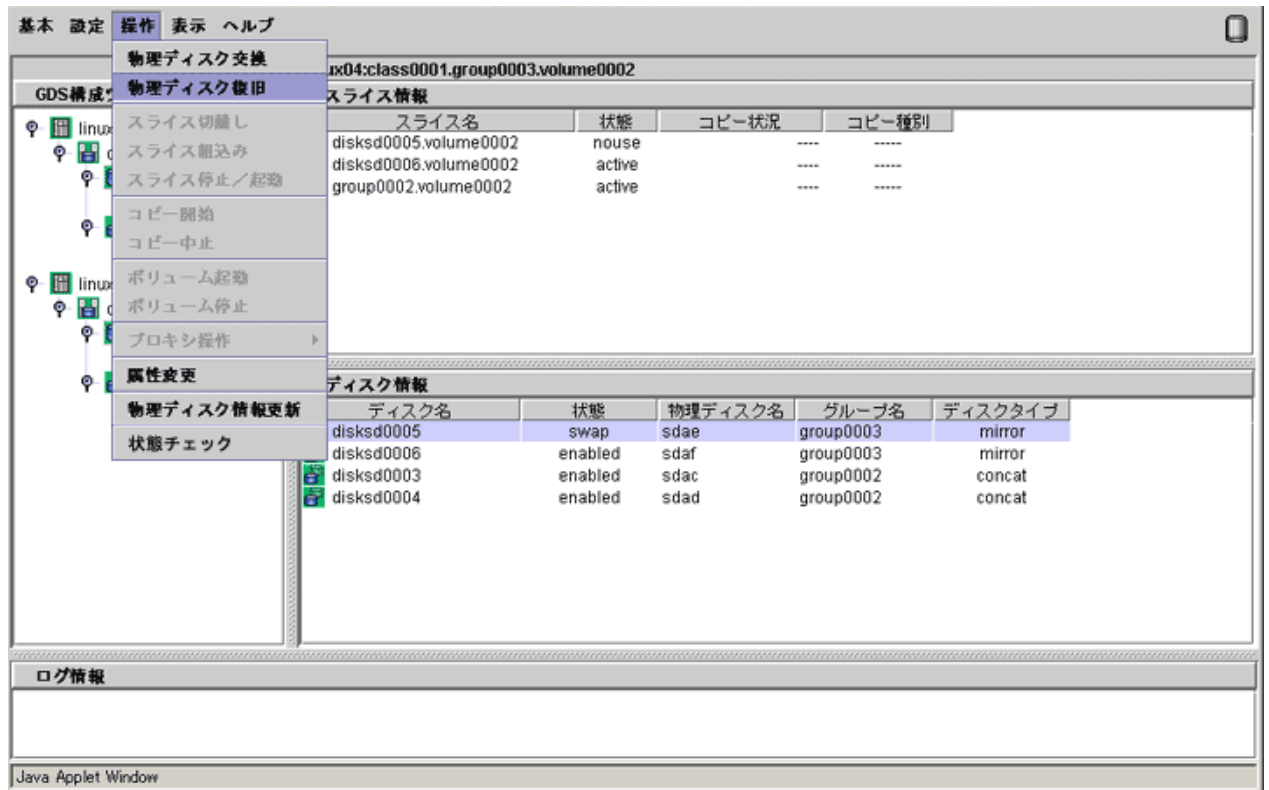 基本 設定 操作 表示 ヘルプ
物理ディスク交換
物理ディスク復旧
スライス切離し
スライス組込み
スライス停止／起動
コピー開始
コピー中止
ボリューム起動
ボリューム停止
プロキシ操作
属性変更
物理ディスク情報更新
状態チェック
ux04:class0001.group0003.volume0002
GDS構成
linux
linux
スライス情報
スライス名 状態 コピー状況 コピー種別
disksd0005.volume0002 nouse ---- -----
disksd0006.volume0002 active ---- -----
group0002.volume0002 active ---- -----
ディスク情報
ディスク名 状態 物理ディスク名 グループ名 ディスクタイプ
disksd0005 swap sdae group0003 mirror
disksd0006 enabled sdaf group0003 mirror
disksd0003 enabled sdac group0002 concat
disksd0004 enabled sdad group0002 concat
ログ情報
Java Applet Window